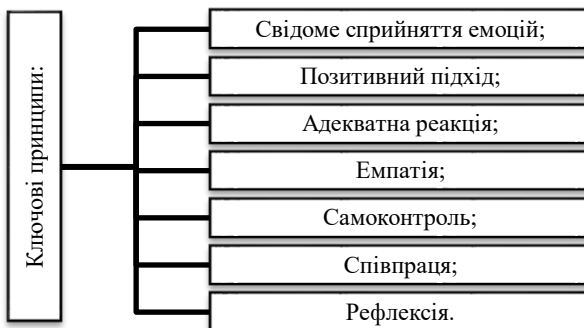 Ключові принципи:
Свідоме сприйняття емоцій;
Позитивний підхід;
Адекватна реакція;
Емпатія;
Самоконтроль;
Співпраця;
Рефлексія.